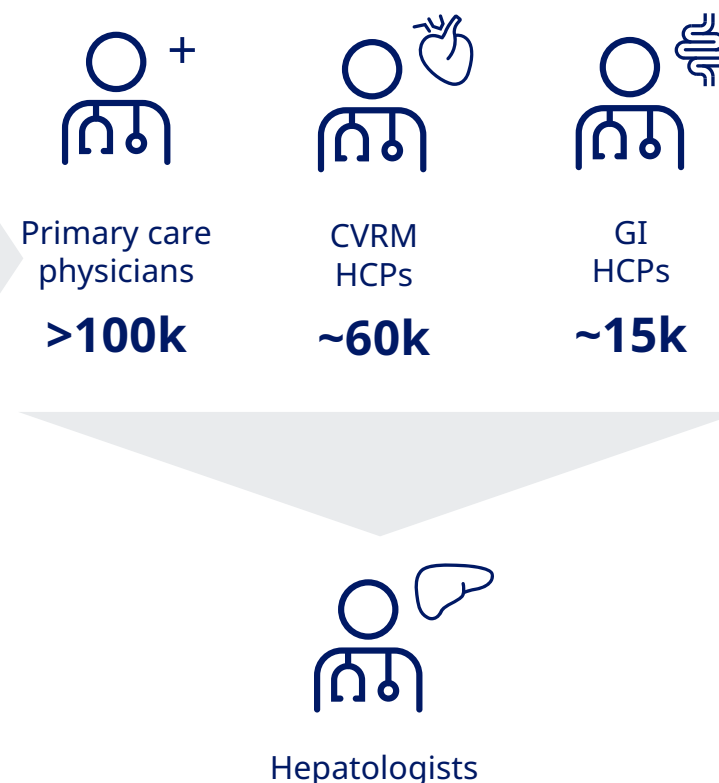 Primary care
physicians
>100k
CVRM
HCPs
~60k
GI
HCPs
~15k
Hepatologists